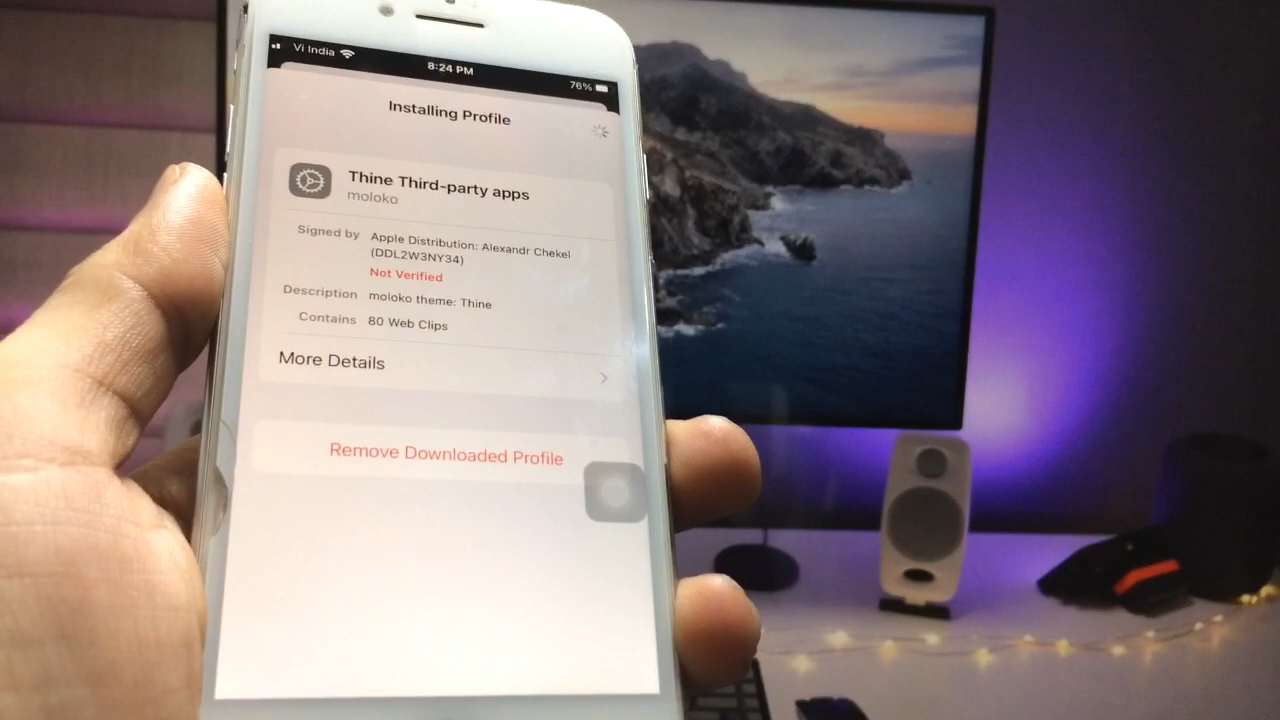 Vi India
8:24 PM
76%
Installing Profile
Thine Third-party apps
moloko
Signed by Apple Distribution: Alexandr Chekel
(DDL2W3NY34)
Not Verified
Description moloko theme: Thine
Contains 80 Web Clips
More Details
Remove Downloaded Profile